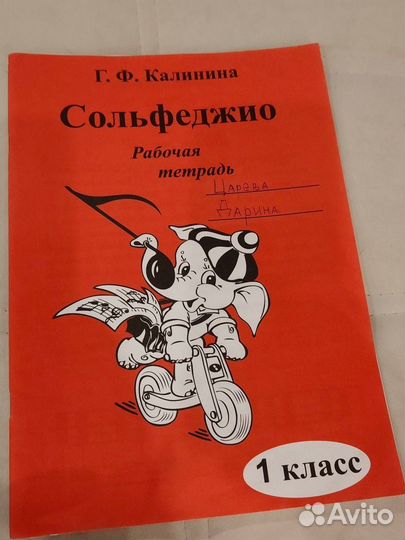 Г. Ф. Калинина
Сольфеджио
Рабочая
тетрадь
Царева
Дарина
1 класс
Avito